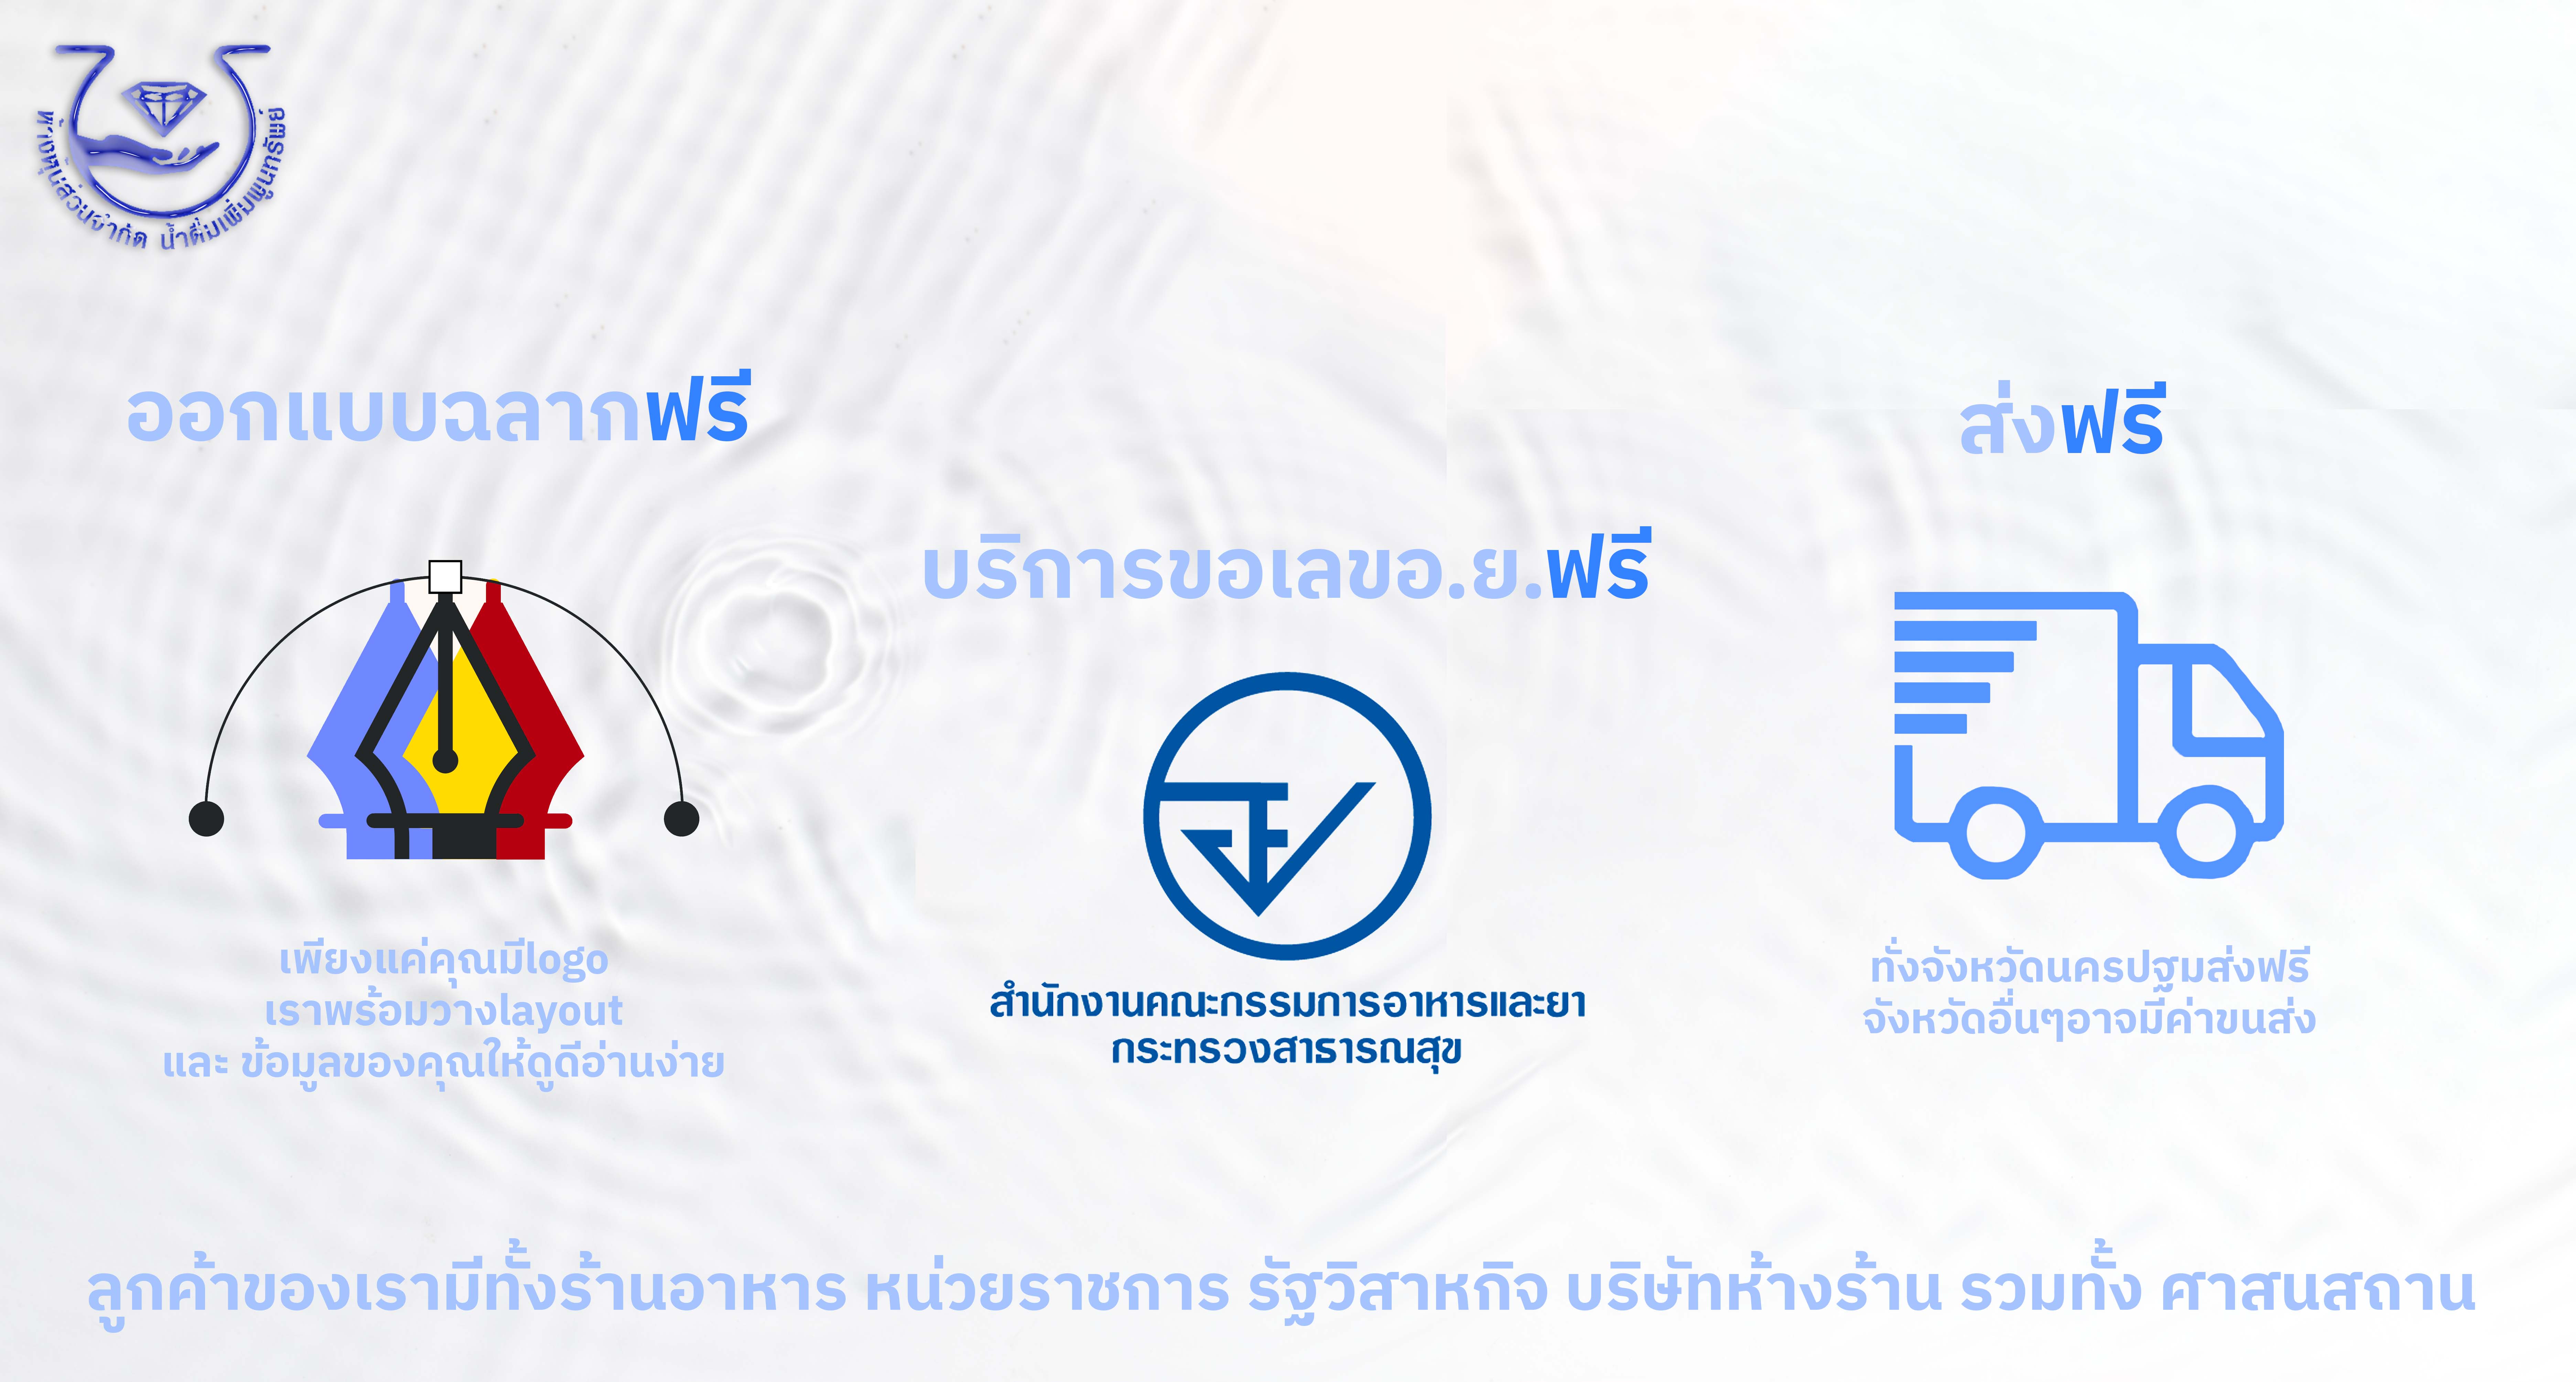 ห้างหุ้นส่วนจำกัด น้ำดื่มเพิ่มพูนทรัพย์
ออกแบบฉลากฟรี
เพียงแค่คุณมีlogo
เราพร้อมวางlayout
และ ข้อมูลของคุณให้ดูดีอ่านง่าย
บริการขอเลขอ.ย.ฟรี
สำนักงานคณะกรรมการอาหารและยา
กระทรวงสาธารณสุข
ส่งฟรี
ทั่งจังหวัดนครปฐมส่งฟรี
จังหวัดอื่นๆอาจมีค่าขนส่ง
ลูกค้าของเรามีทั้งร้านอาหาร หน่วยราชการ รัฐวิสาหกิจ บริษัทห้างร้าน รวมทั้ง ศาสนสถาน